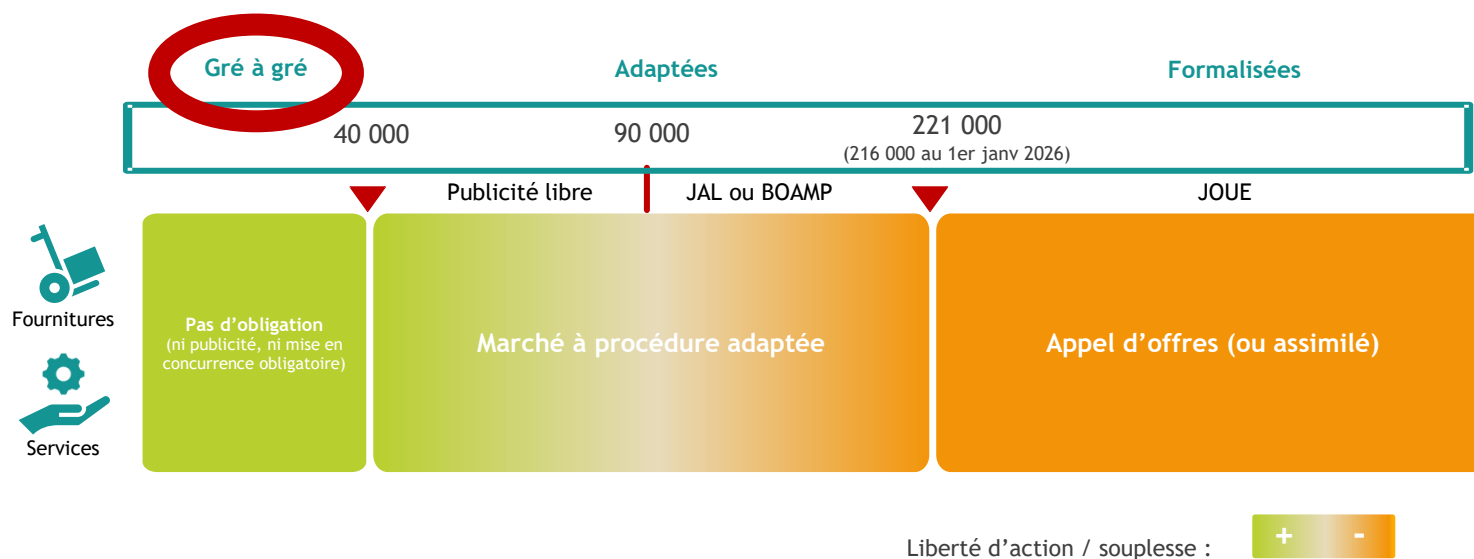 Gré à gré
Adaptées
Formalisées
40 000
90 000
221 000
(216 000 au 1er janv 2026)
Publicité libre
JAL ou BOAMP
JOUE
Fournitures
Services
Pas d’obligation
(ni publicité, ni mise en
concurrence obligatoire)
Marché à procédure adaptée
Appel d’offres (ou assimilé)
Liberté d’action / souplesse :
+ -